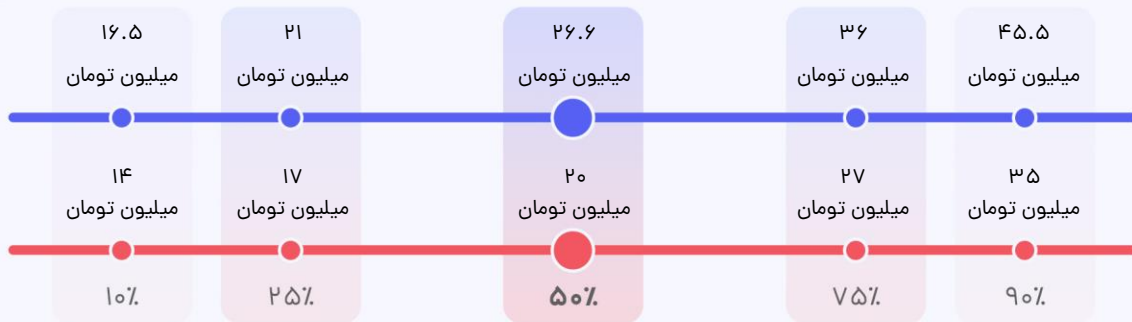 ۱۶.۵ ۲۱ ۲۶.۶ ۳۶ ۴۵.۵
میلیون تومان میلیون تومان میلیون تومان میلیون تومان میلیون تومان
۱۴ ۱۷ ۲۰ ۲۷ ۳۵
میلیون تومان میلیون تومان میلیون تومان میلیون تومان میلیون تومان
۱۰٪ ۲۵٪ ۵۰٪ ۷۵٪ ۹۰٪